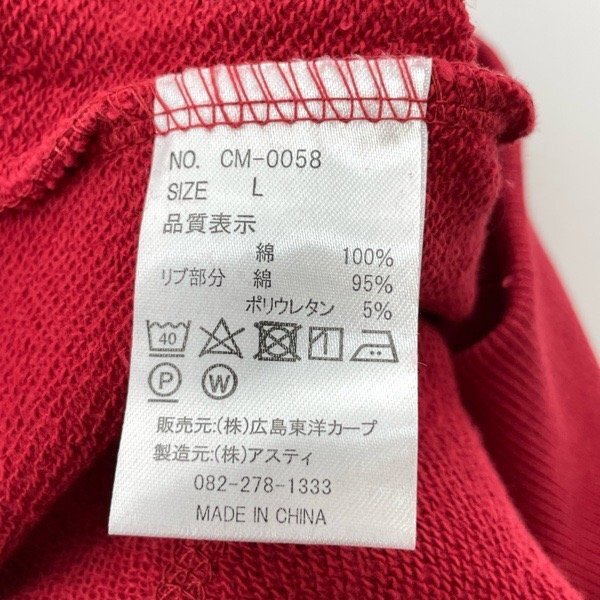 NO. CM-0058
SIZE L
品質表示
綿 100%
リブ部分 綿 95%
ポリウレタン 5%
40
P W
販売元:(株)広島東洋カープ
製造元:(株)アスティ
082-278-1333
MADE IN CHINA